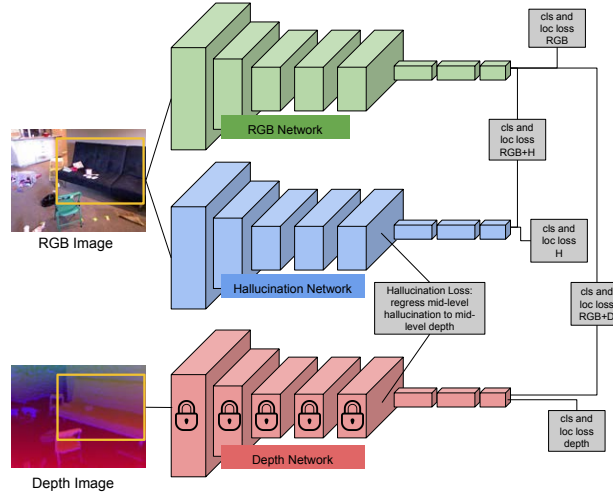 cls and
loc loss
RGB
RGB Network
cls and
loc loss
RGB+H
RGB Image
cls and
loc loss
H
Hallucination Network
Hallucination Loss:
regress mid-level
hallucination to mid-
level depth
cls and
loc loss
RGB+D
cls and
loc loss
depth
Depth Network
Depth Image